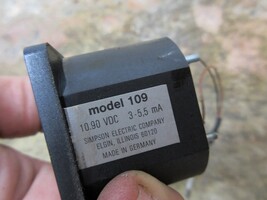 model 109
10.90 VDC 3-5.5 mA
SIMPSON ELECTRIC COMPANY
ELGIN, ILLINOIS 60120
MADE IN GERMANY